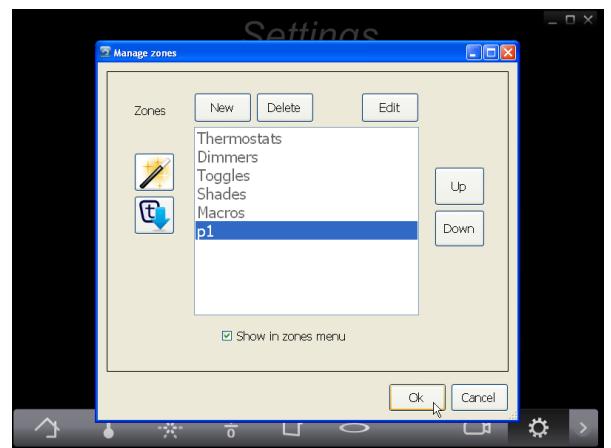 Settings
Manage zones
Zones
New
Delete
Edit
Thermostats
Dimmers
Toggles
Shades
Macros
p1
Up
Down
Show in zones menu
Ok
Cancel